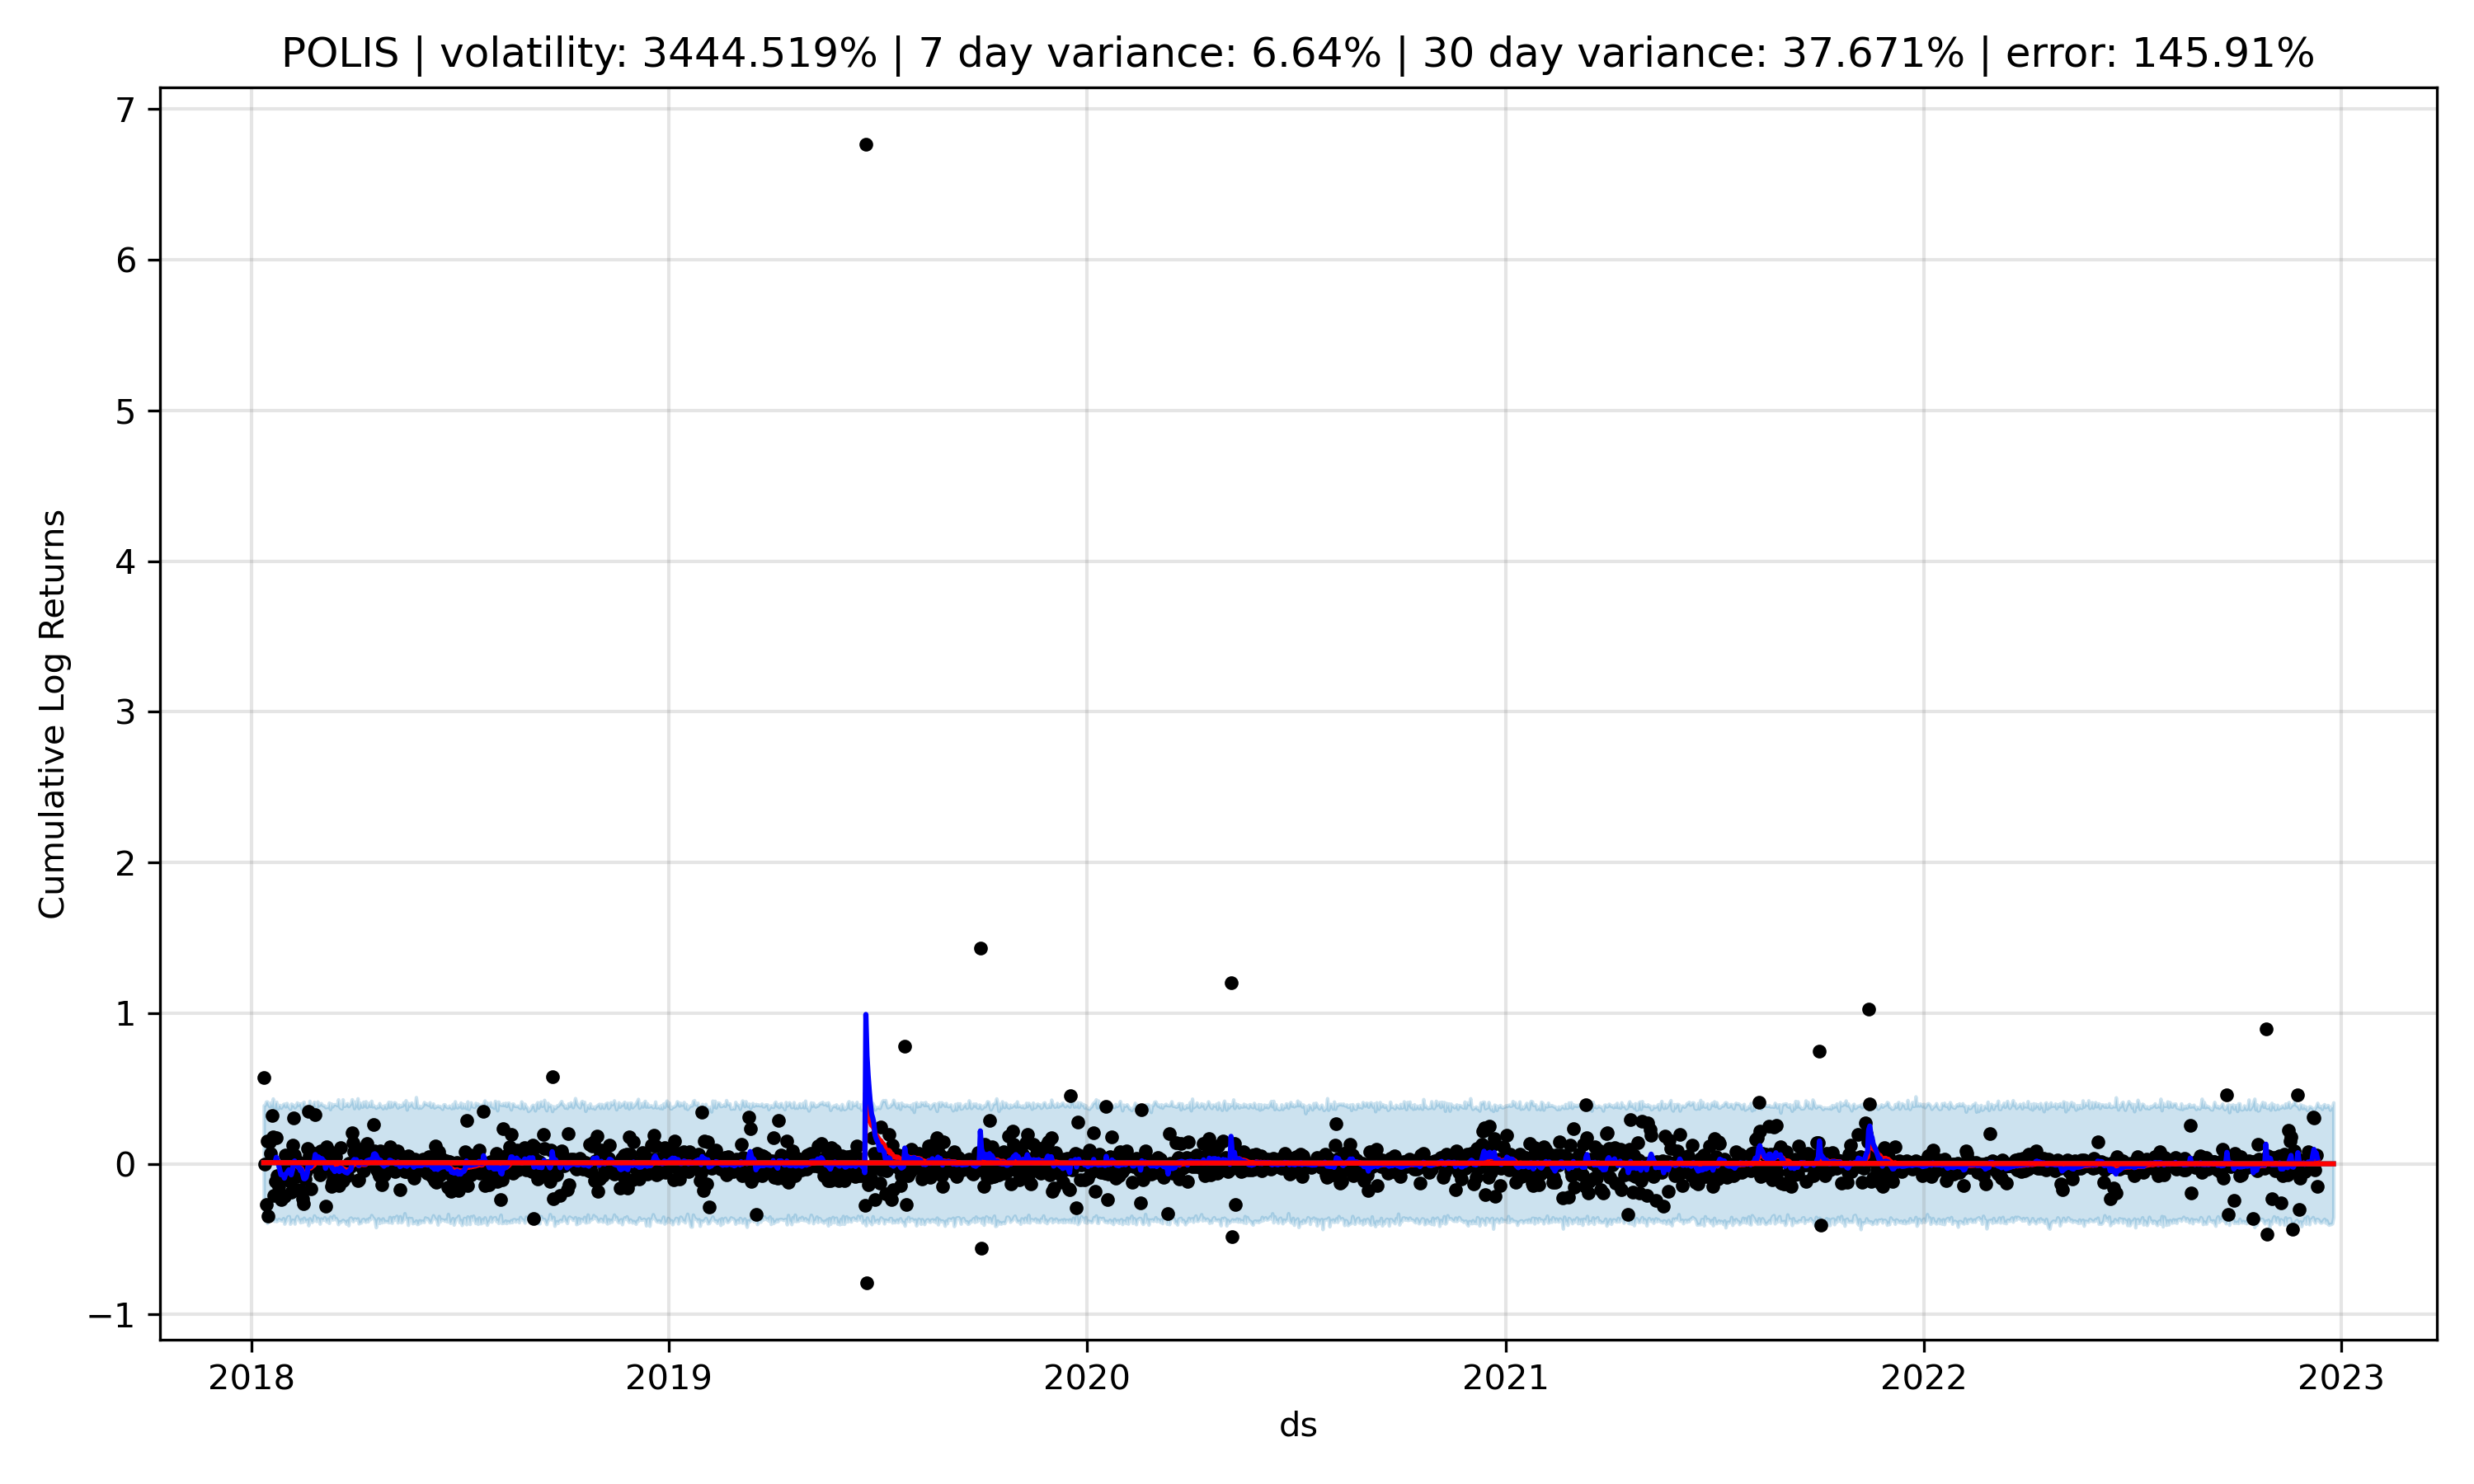 POLIS | volatility: 3444.519% | 7 day variance: 6.64% | 30 day variance: 37.671% | error: 145.91%
7
6
5
4
3
2
1
0
−1
Cumulative Log Returns
2018 2019 2020 2021 2022 2023
ds